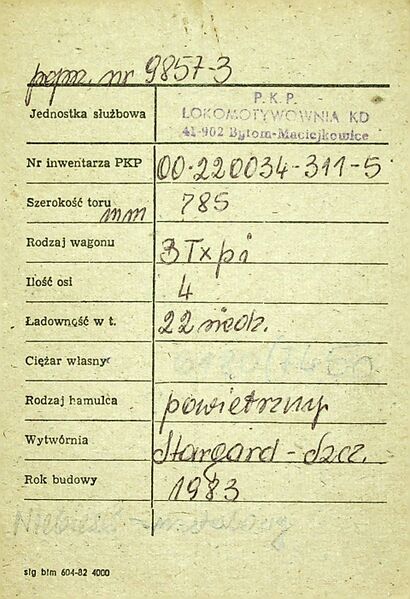 popz. nr 9857-3
P. K. P.
Jednostka służbowa LOKOMOTYWOWNIA KD
41-902 Bytom-Maciejkowice
Nr inwentarza PKP 00-220034-311-5
Szerokość toru mm 785
Rodzaj wagonu 3Txpi
Ilość osi 4
Ładowność w t. 22 siedz.
Ciężar własny
Rodzaj hamulca powietrzny
Wytwórnia Stargard-Szcz.
Rok budowy 1983
sig btm 604-82 4000